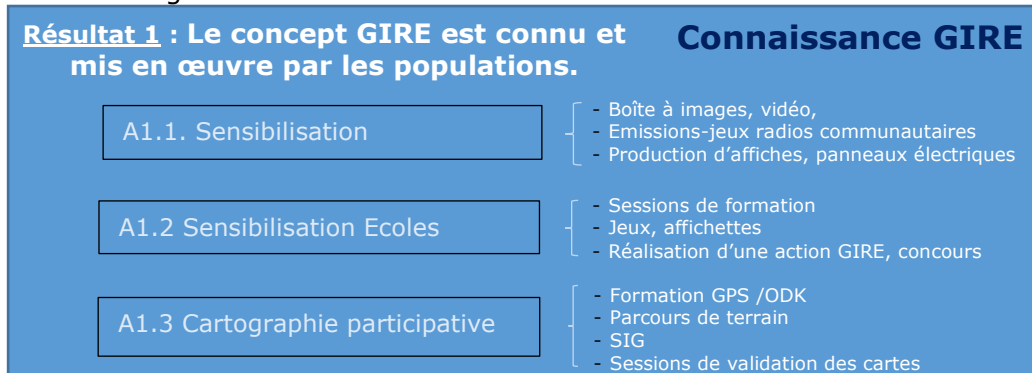 Résultat 1 : Le concept GIRE est connu et
mis en œuvre par les populations.
Connaissance GIRE
A1.1. Sensibilisation
- Boîte à images, vidéo,
- Emissions-jeux radios communautaires
- Production d’affiches, panneaux électriques
A1.2 Sensibilisation Ecoles
- Sessions de formation
- Jeux, affichettes
- Réalisation d’une action GIRE, concours
A1.3 Cartographie participative
- Formation GPS /ODK
- Parcours de terrain
- SIG
- Sessions de validation des cartes